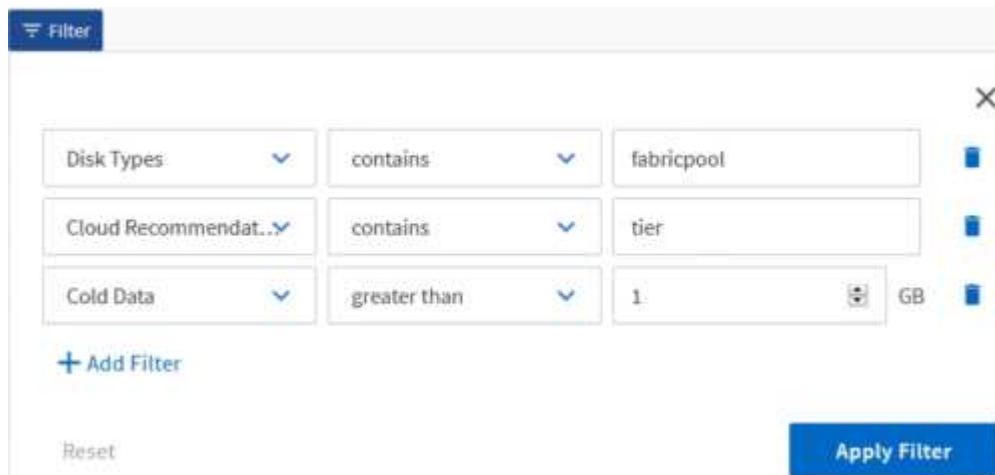 Filter
Disk Types contains fabricpool
Cloud Recommendat... contains tier
Cold Data greater than 1 GB
+ Add Filter
Reset Apply Filter